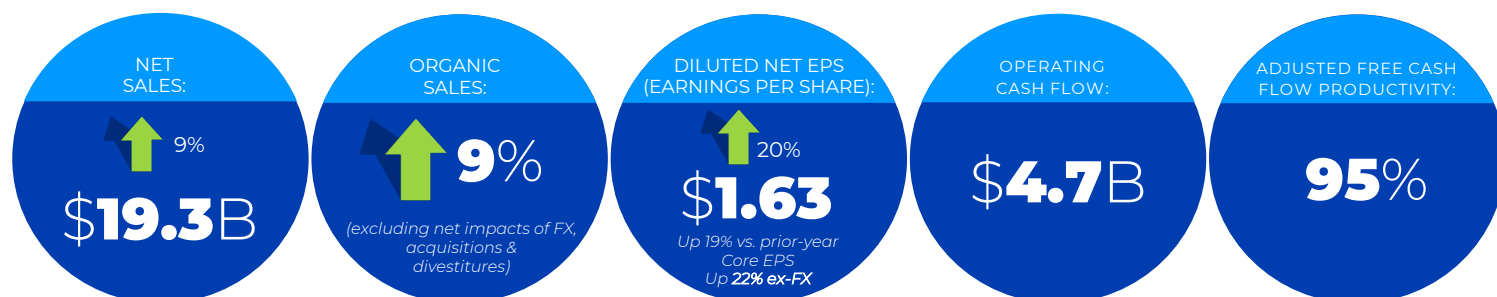 NET
SALES:
9%
$19.3B
ORGANIC
SALES:
9%
(excluding net impacts of FX,
acquisitions &
divestitures)
DILUTED NET EPS
(EARNINGS PER SHARE):
20%
$1.63
Up 19% vs. prior-year
Core EPS
Up 22% ex-FX
OPERATING
CASH FLOW:
$4.7B
ADJUSTED FREE CASH
FLOW PRODUCTIVITY:
95%